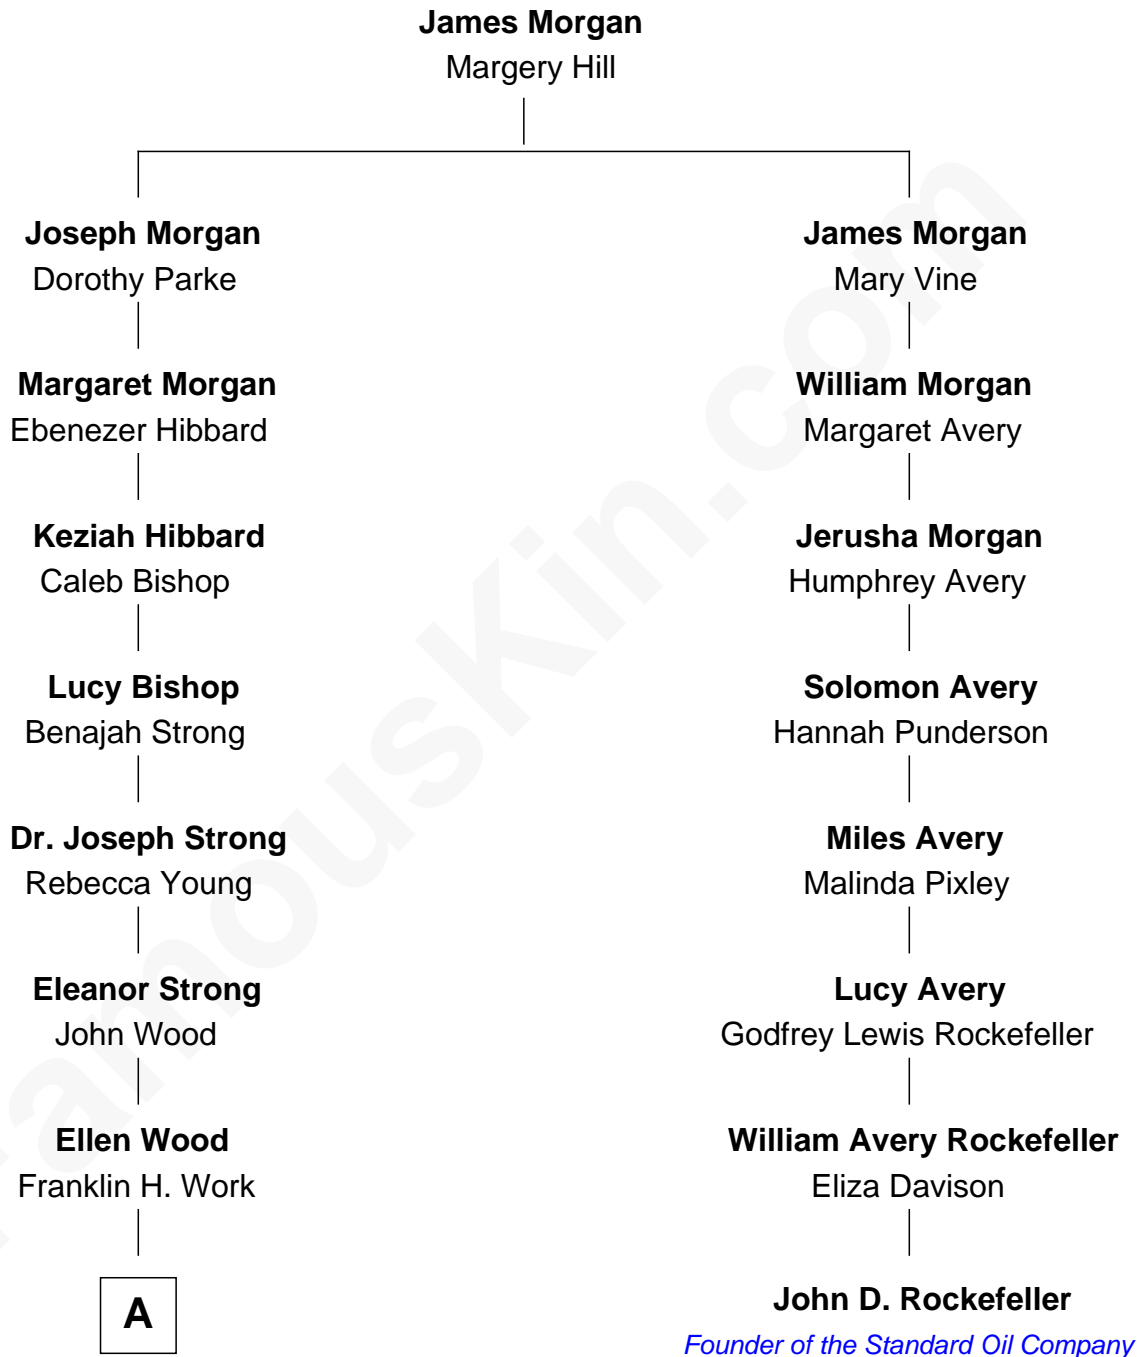 James Morgan
Margery Hill
Joseph Morgan
Dorothy Parke
Margaret Morgan
Ebenezer Hibbard
Keziah Hibbard
Caleb Bishop
Lucy Bishop
Benajah Strong
Dr. Joseph Strong
Rebecca Young
Eleanor Strong
John Wood
Ellen Wood
Franklin H. Work
A
James Morgan
Mary Vine
William Morgan
Margaret Avery
Jerusha Morgan
Humphrey Avery
Solomon Avery
Hannah Punderson
Miles Avery
Malinda Pixley
Lucy Avery
Godfrey Lewis Rockefeller
William Avery Rockefeller
Eliza Davison
John D. Rockefeller
Founder of the Standard Oil Company
FamousKin.com